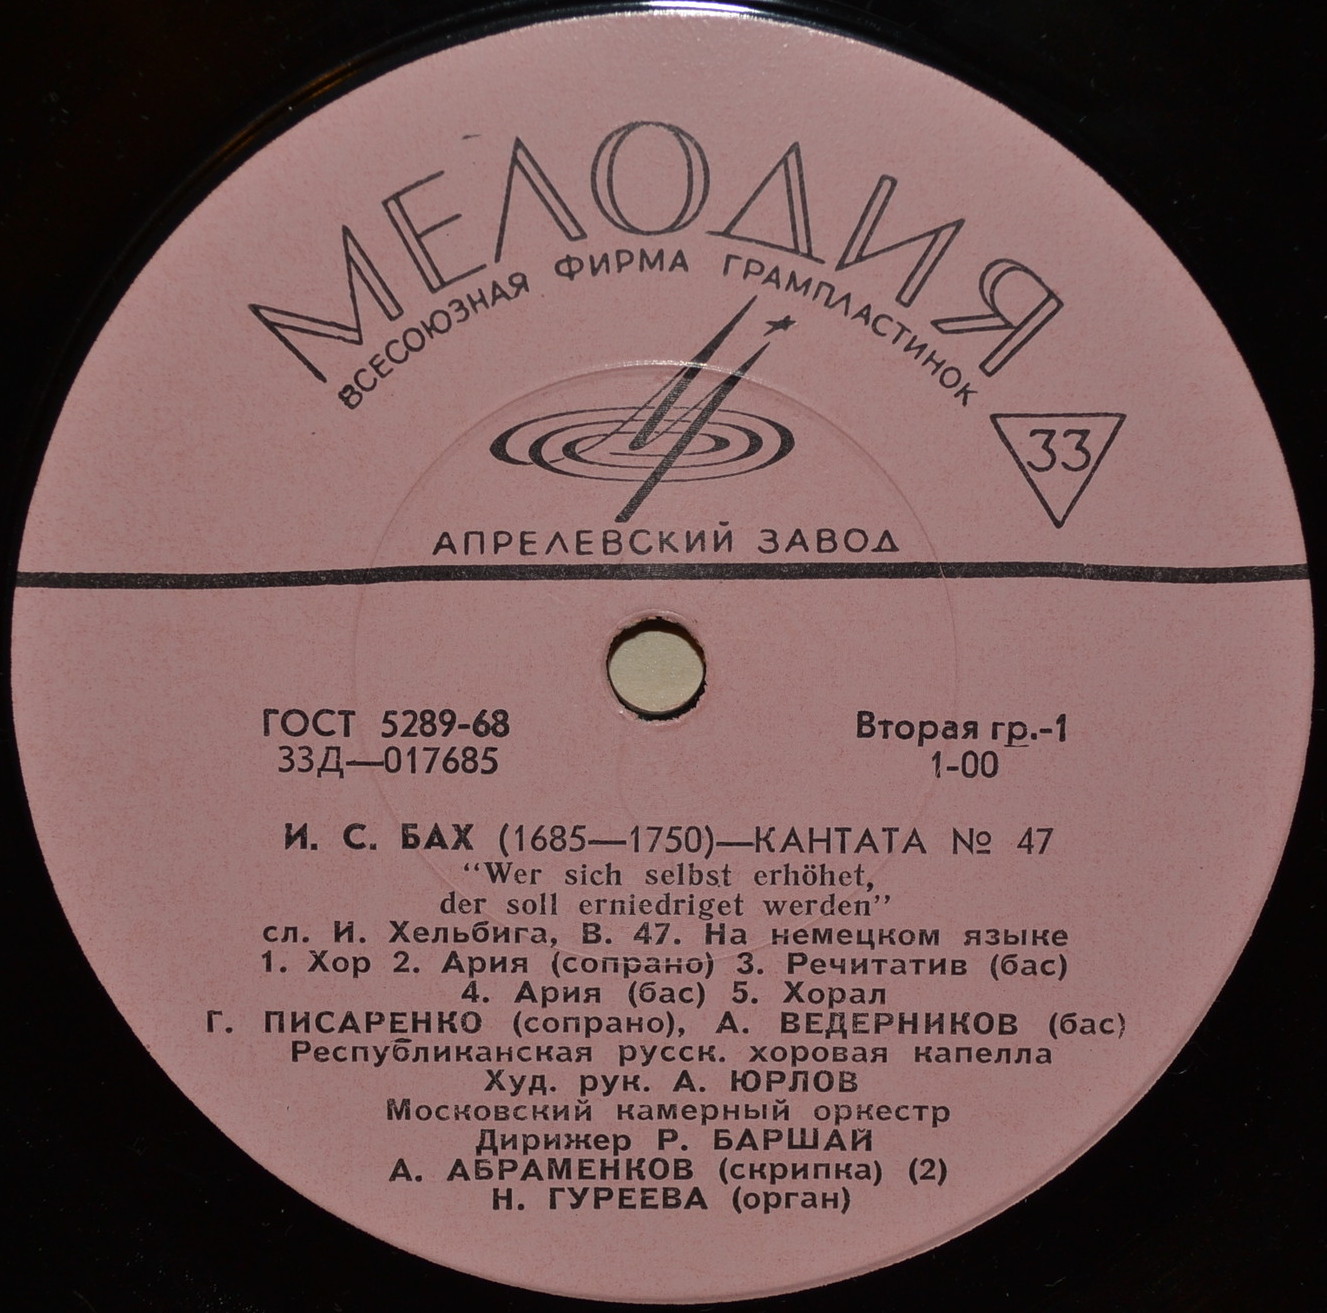 МЕЛОДИЯ
ВСЕСОЮЗНАЯ ФИРМА ГРАМПЛАСТИНОК
33
АПРЕЛЕВСКИЙ ЗАВОД
ГОСТ 5289-68
Вторая гр.-1
33Д—017685
1-00
И. С. БАХ (1685—1750)—КАНТАТА № 47
“Wer sich selbst erhöhet,
der soll erniedriget werden”
сл. И. Хельбига, В. 47. На немецком языке
1. Хор 2. Ария (сопрано) 3. Речитатив (бас)
4. Ария (бас) 5. Хорал
Г. ПИСАРЕНКО (сопрано), А. ВЕДЕРНИКОВ (бас)
Республиканская русск. хоровая капелла
Худ. рук. А. ЮРЛОВ
Московский камерный оркестр
Дирижер Р. БАРШАЙ
А. АБРАМЕНКОВ (скрипка) (2)
Н. ГУРЕЕВА (орган)